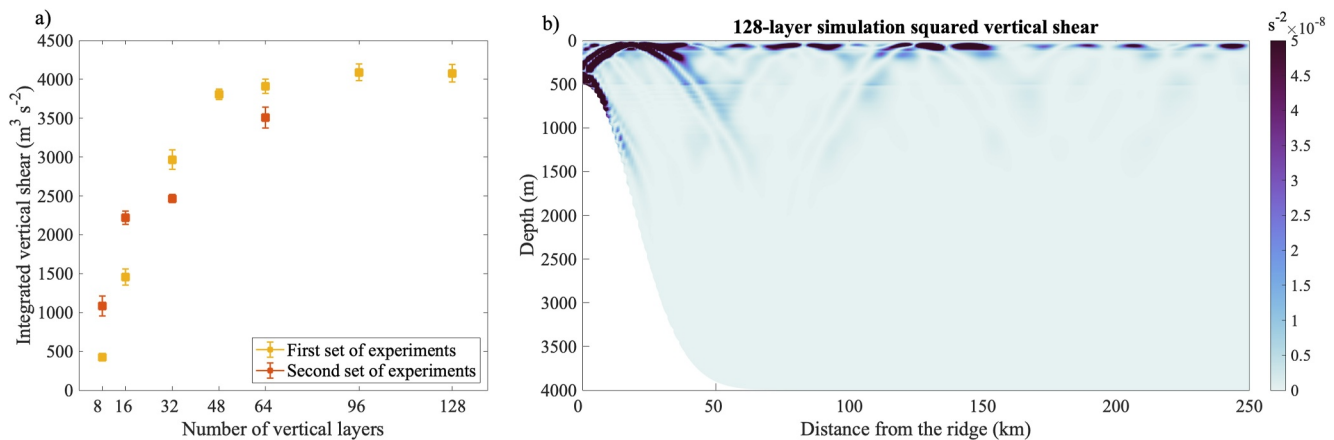 a)
Integrated vertical shear (m³ s⁻²)
4500
4000
3500
3000
2500
2000
1500
1000
500
0
8 16 32 48 64 96 128
Number of vertical layers
First set of experiments
Second set of experiments
b)
128-layer simulation squared vertical shear
Depth (m)
0
500
1000
1500
2000
2500
3000
3500
4000
0 50 100 150 200 250
Distance from the ridge (km)
s⁻²×10⁻⁸
5
4.5
4
3.5
3
2.5
2
1.5
1
0.5
0